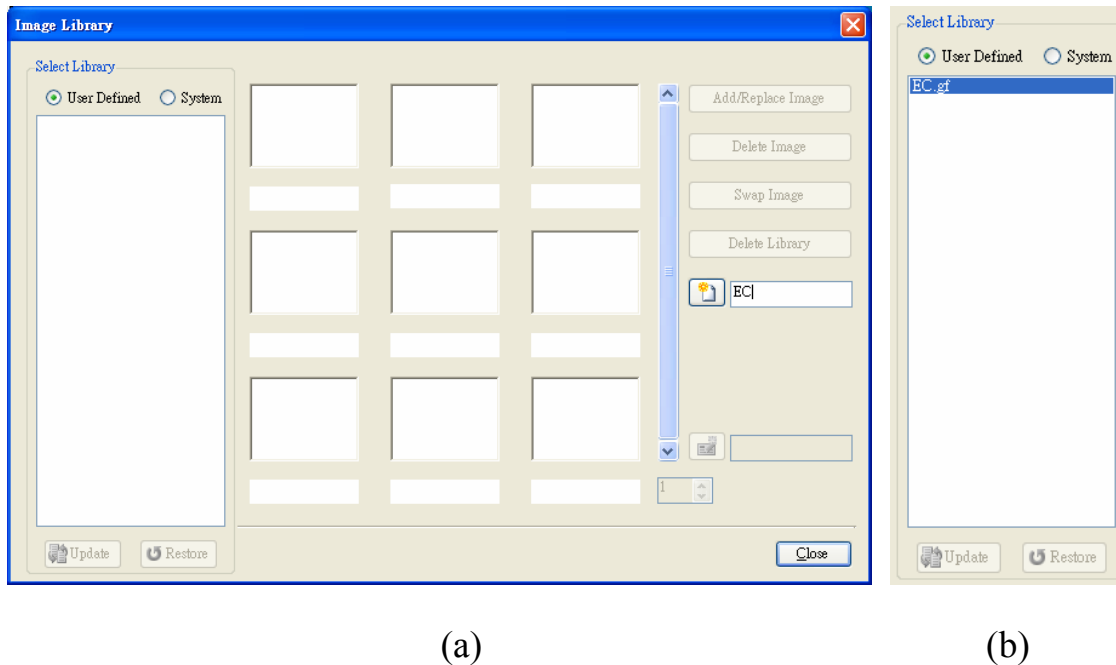 Image Library
Select Library
User Defined
System
Add/Replace Image
Delete Image
Swap Image
Delete Library
EC
1
Update
Restore
Close
(a)
Select Library
User Defined
System
EC.gf
Update
Restore
(b)